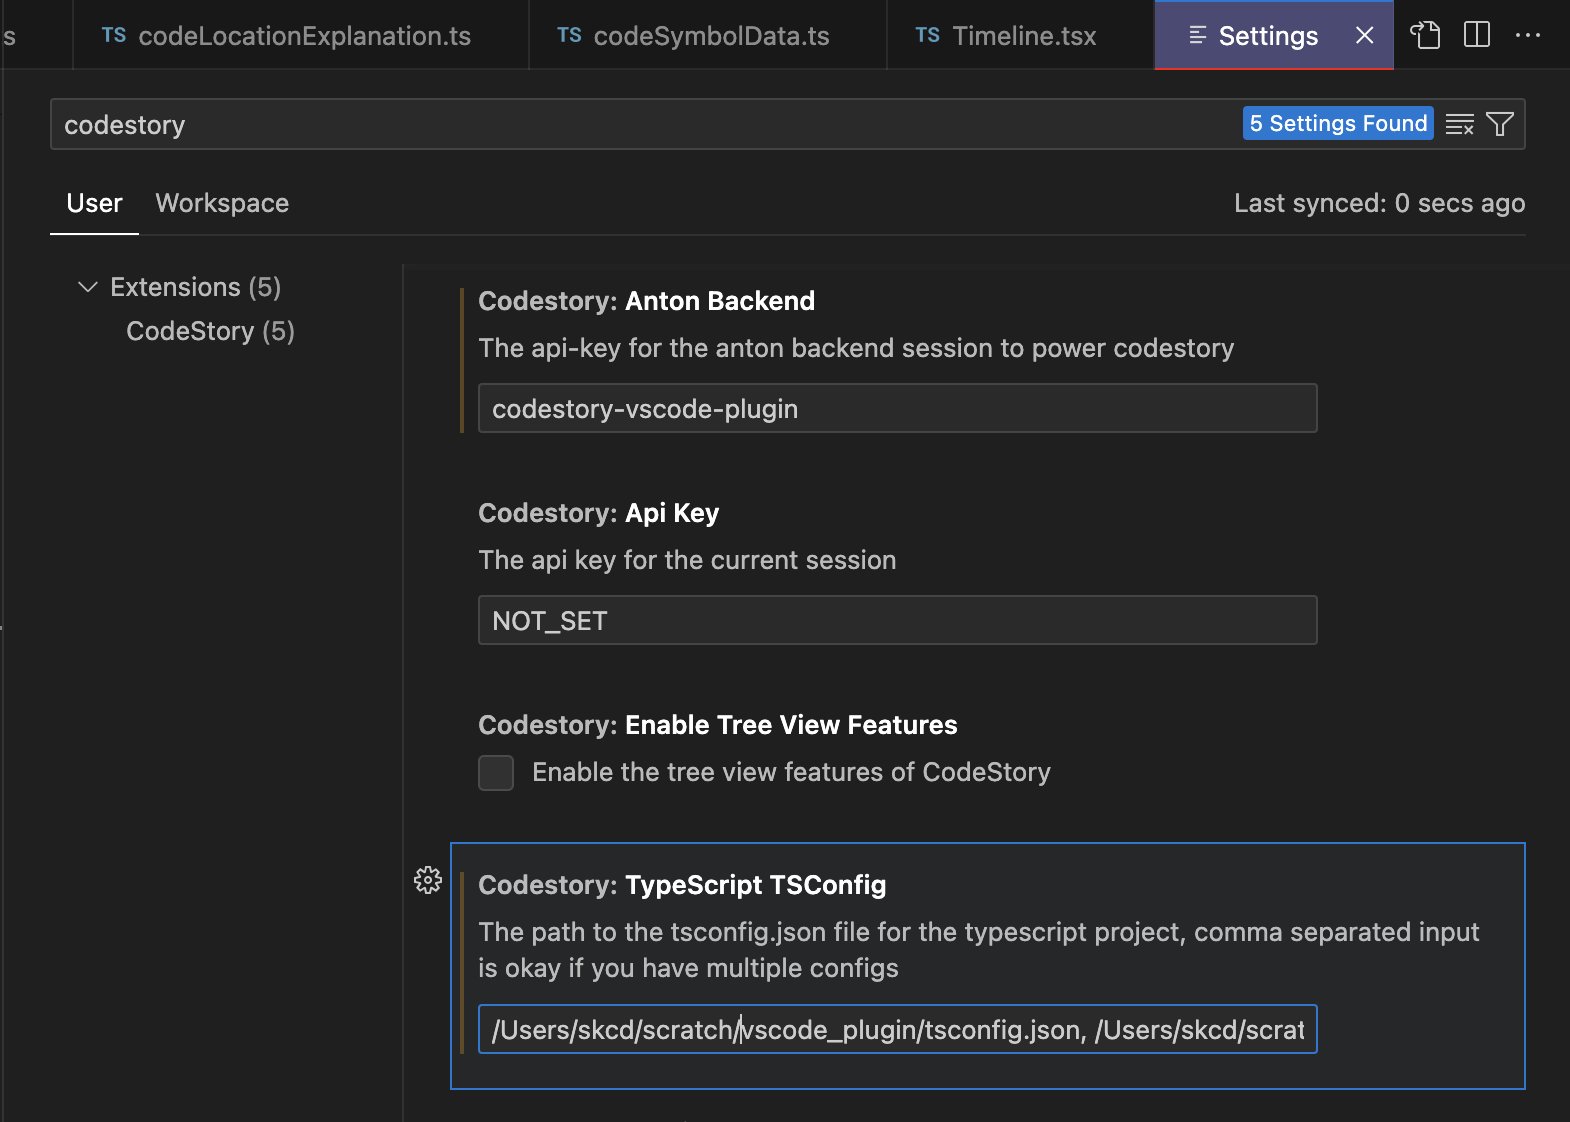 s
TS codeLocationExplanation.ts
TS codeSymbolData.ts
TS Timeline.tsx
Settings
codestory
5 Settings Found
User
Workspace
Last synced: 0 secs ago
Extensions (5)
CodeStory (5)
Codestory: Anton Backend
The api-key for the anton backend session to power codestory
codestory-vscode-plugin
Codestory: Api Key
The api key for the current session
NOT_SET
Codestory: Enable Tree View Features
Enable the tree view features of CodeStory
Codestory: TypeScript TSConfig
The path to the tsconfig.json file for the typescript project, comma separated input
is okay if you have multiple configs
/Users/skcd/scratch/vscode_plugin/tsconfig.json, /Users/skcd/scrat